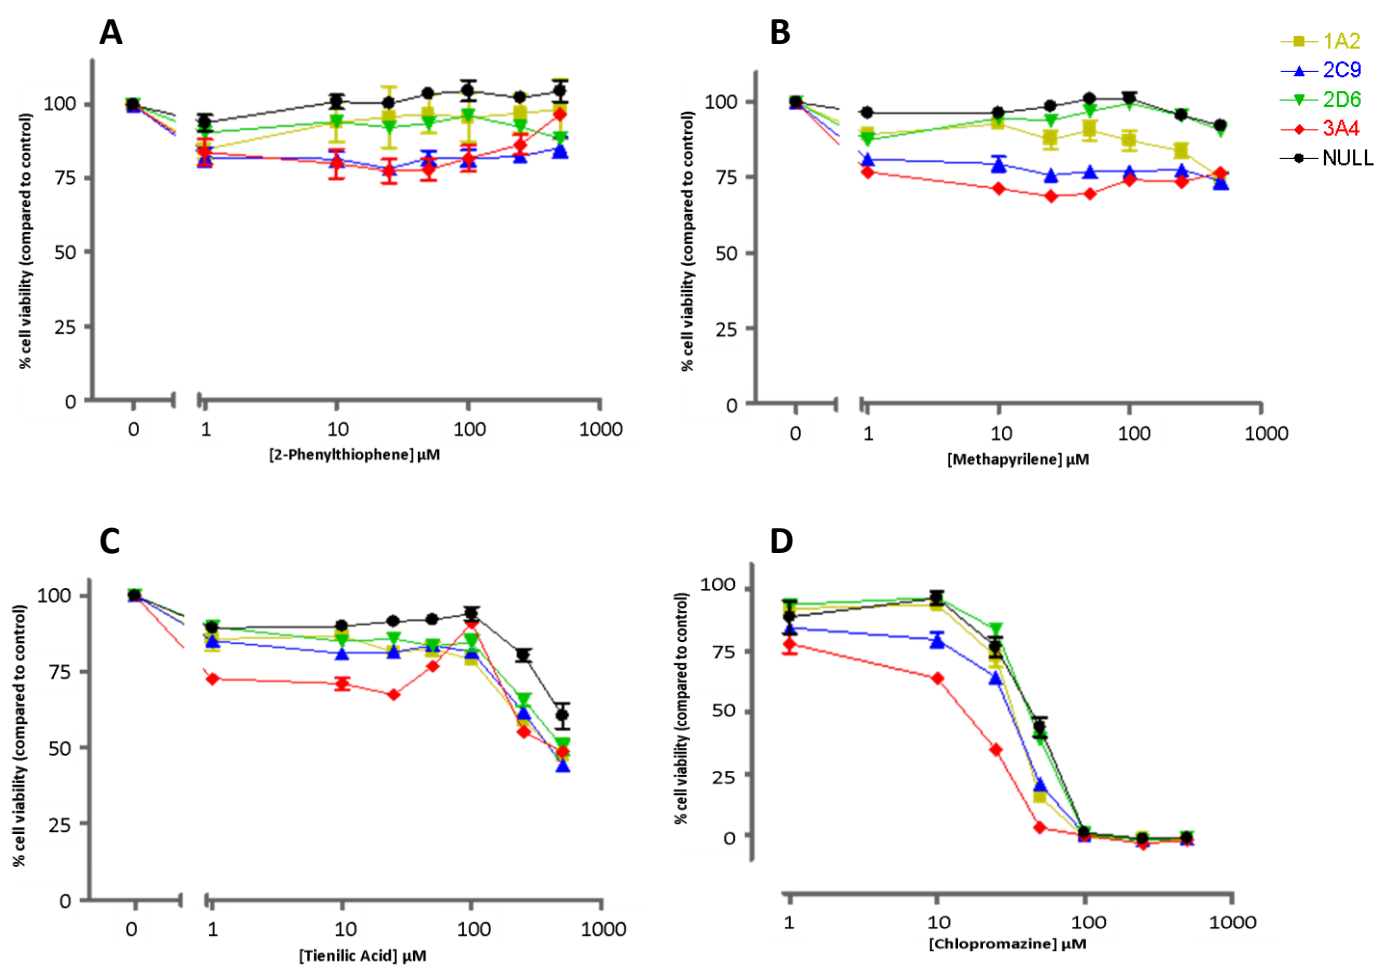 A
% cell viability (compared to control)
100
75
50
25
0
0 1 10 100 1000
[2-Phenylthiophene] µM
B
% cell viability (compared to control)
100
75
50
25
0
0 1 10 100 1000
[Methapyrilene] µM
1A2
2C9
2D6
3A4
NULL
C
% cell viability (compared to control)
100
75
50
25
0
0 1 10 100 1000
[Tienilic Acid] µM
D
% cell viability (compared to control)
100
75
50
25
0
1 10 100 1000
[Chlopromazine] µM